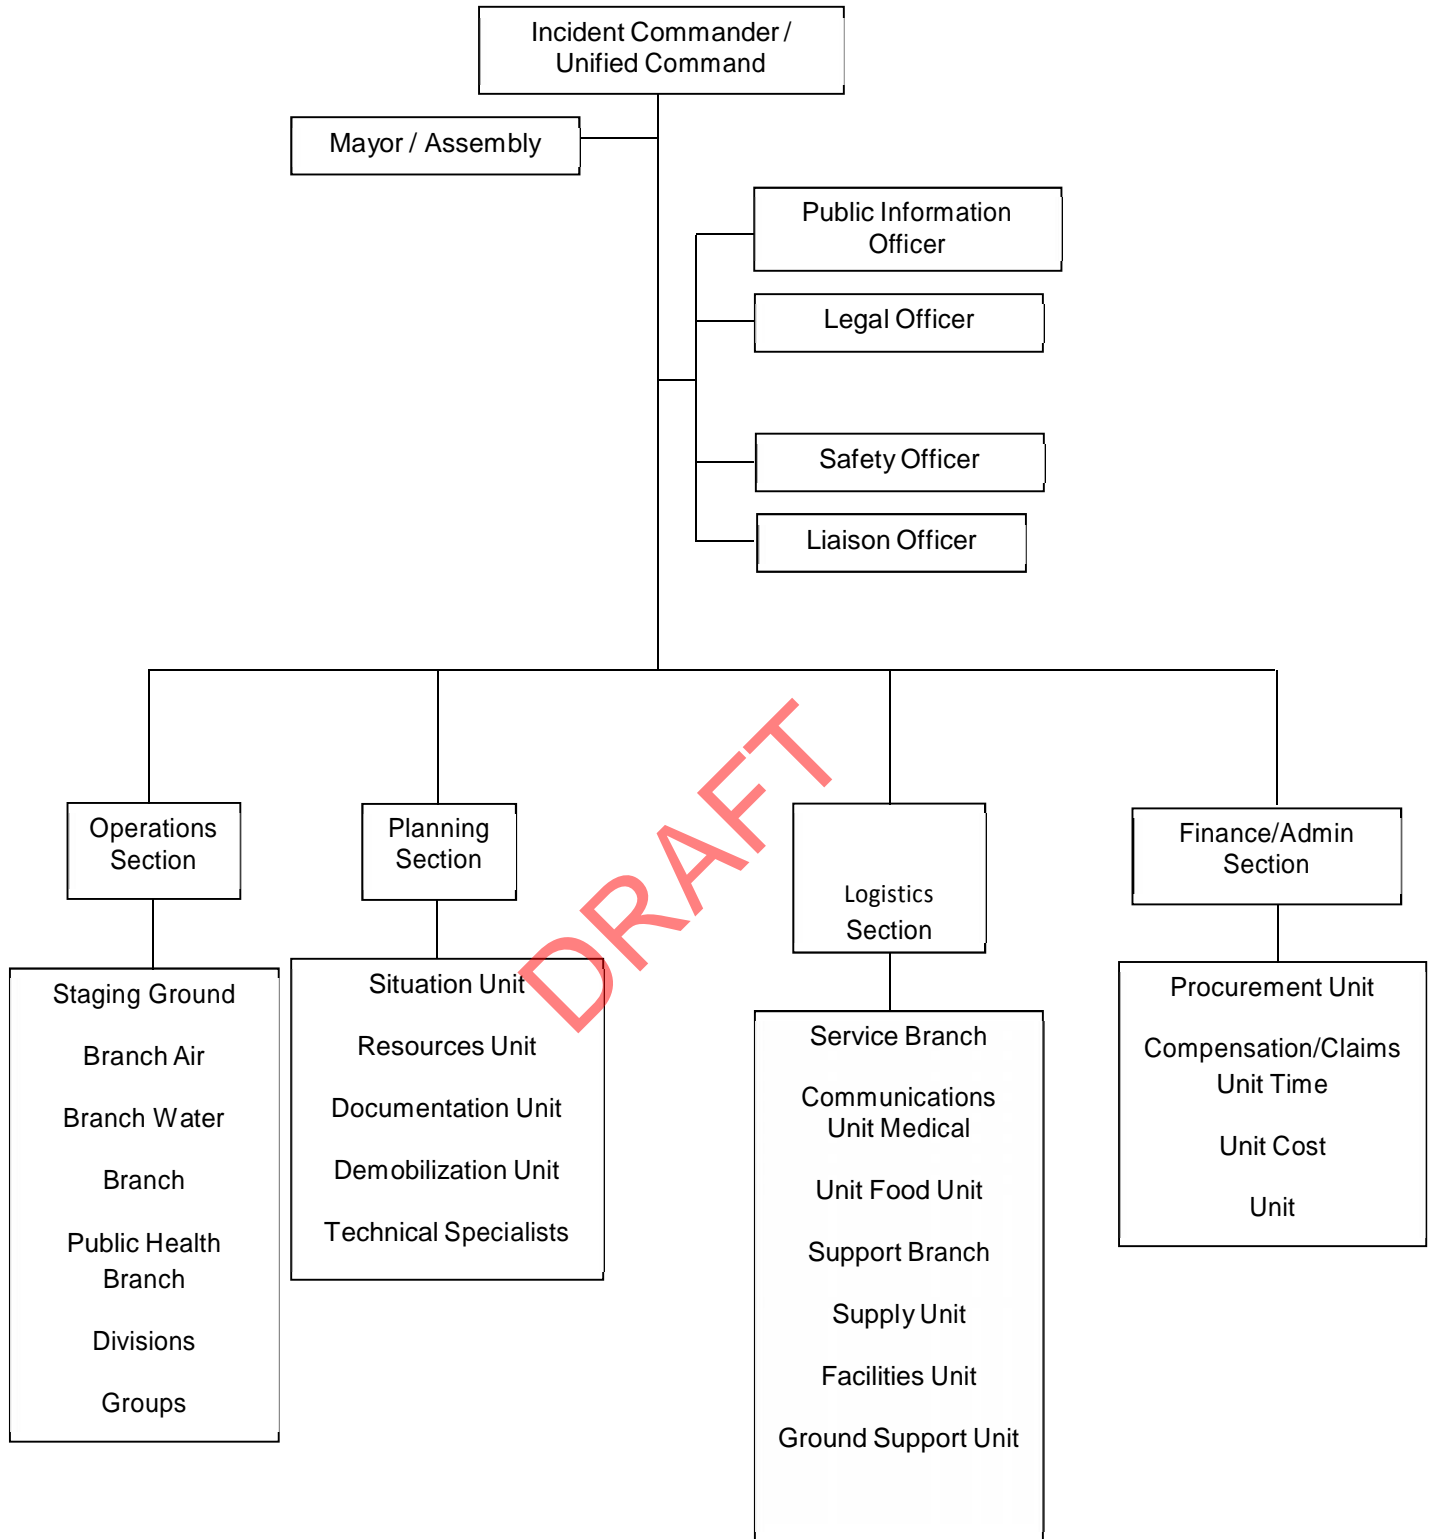 Incident Commander /
Unified Command
Mayor / Assembly
Public Information
Officer
Legal Officer
Safety Officer
Liaison Officer
Operations
Section
Planning
Section
Logistics
Section
Finance/Admin
Section
Staging Ground
Branch Air
Branch Water
Branch
Public Health
Branch
Divisions
Groups
Situation Unit
Resources Unit
Documentation Unit
Demobilization Unit
Technical Specialists
Service Branch
Communications
Unit Medical
Unit Food Unit
Support Branch
Supply Unit
Facilities Unit
Ground Support Unit
Procurement Unit
Compensation/Claims
Unit Time
Unit Cost
Unit
DRAFT